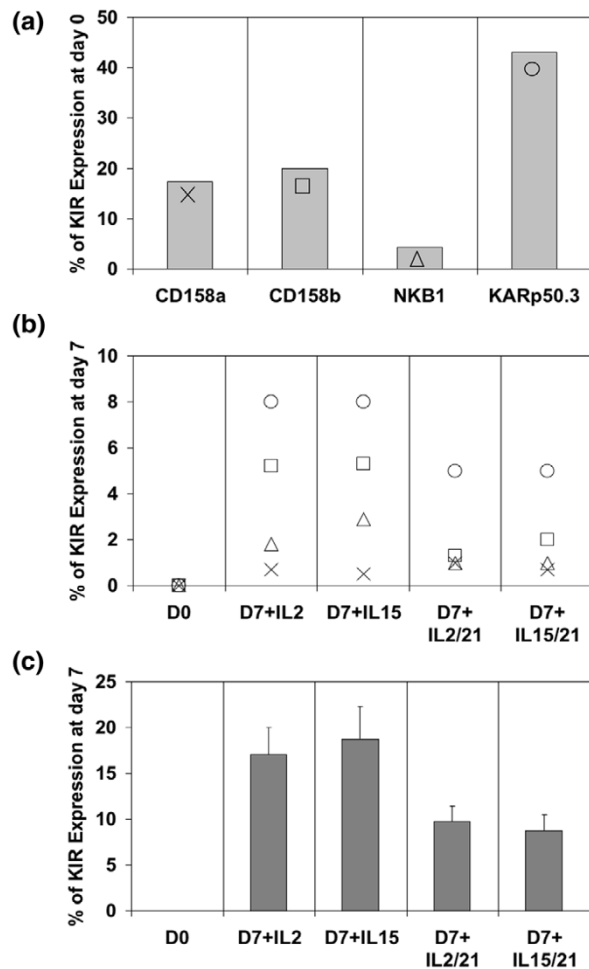 (a)
% of KIR Expression at day 0
50
40
30
20
10
0
CD158a CD158b NKB1 KARp50.3
(b)
% of KIR Expression at day 7
10
8
6
4
2
0
D0 D7+IL2 D7+IL15 D7+ D7+
IL2/21 IL15/21
(c)
% of KIR Expression at day 7
25
20
15
10
5
0
D0 D7+IL2 D7+IL15 D7+ D7+
IL2/21 IL15/21